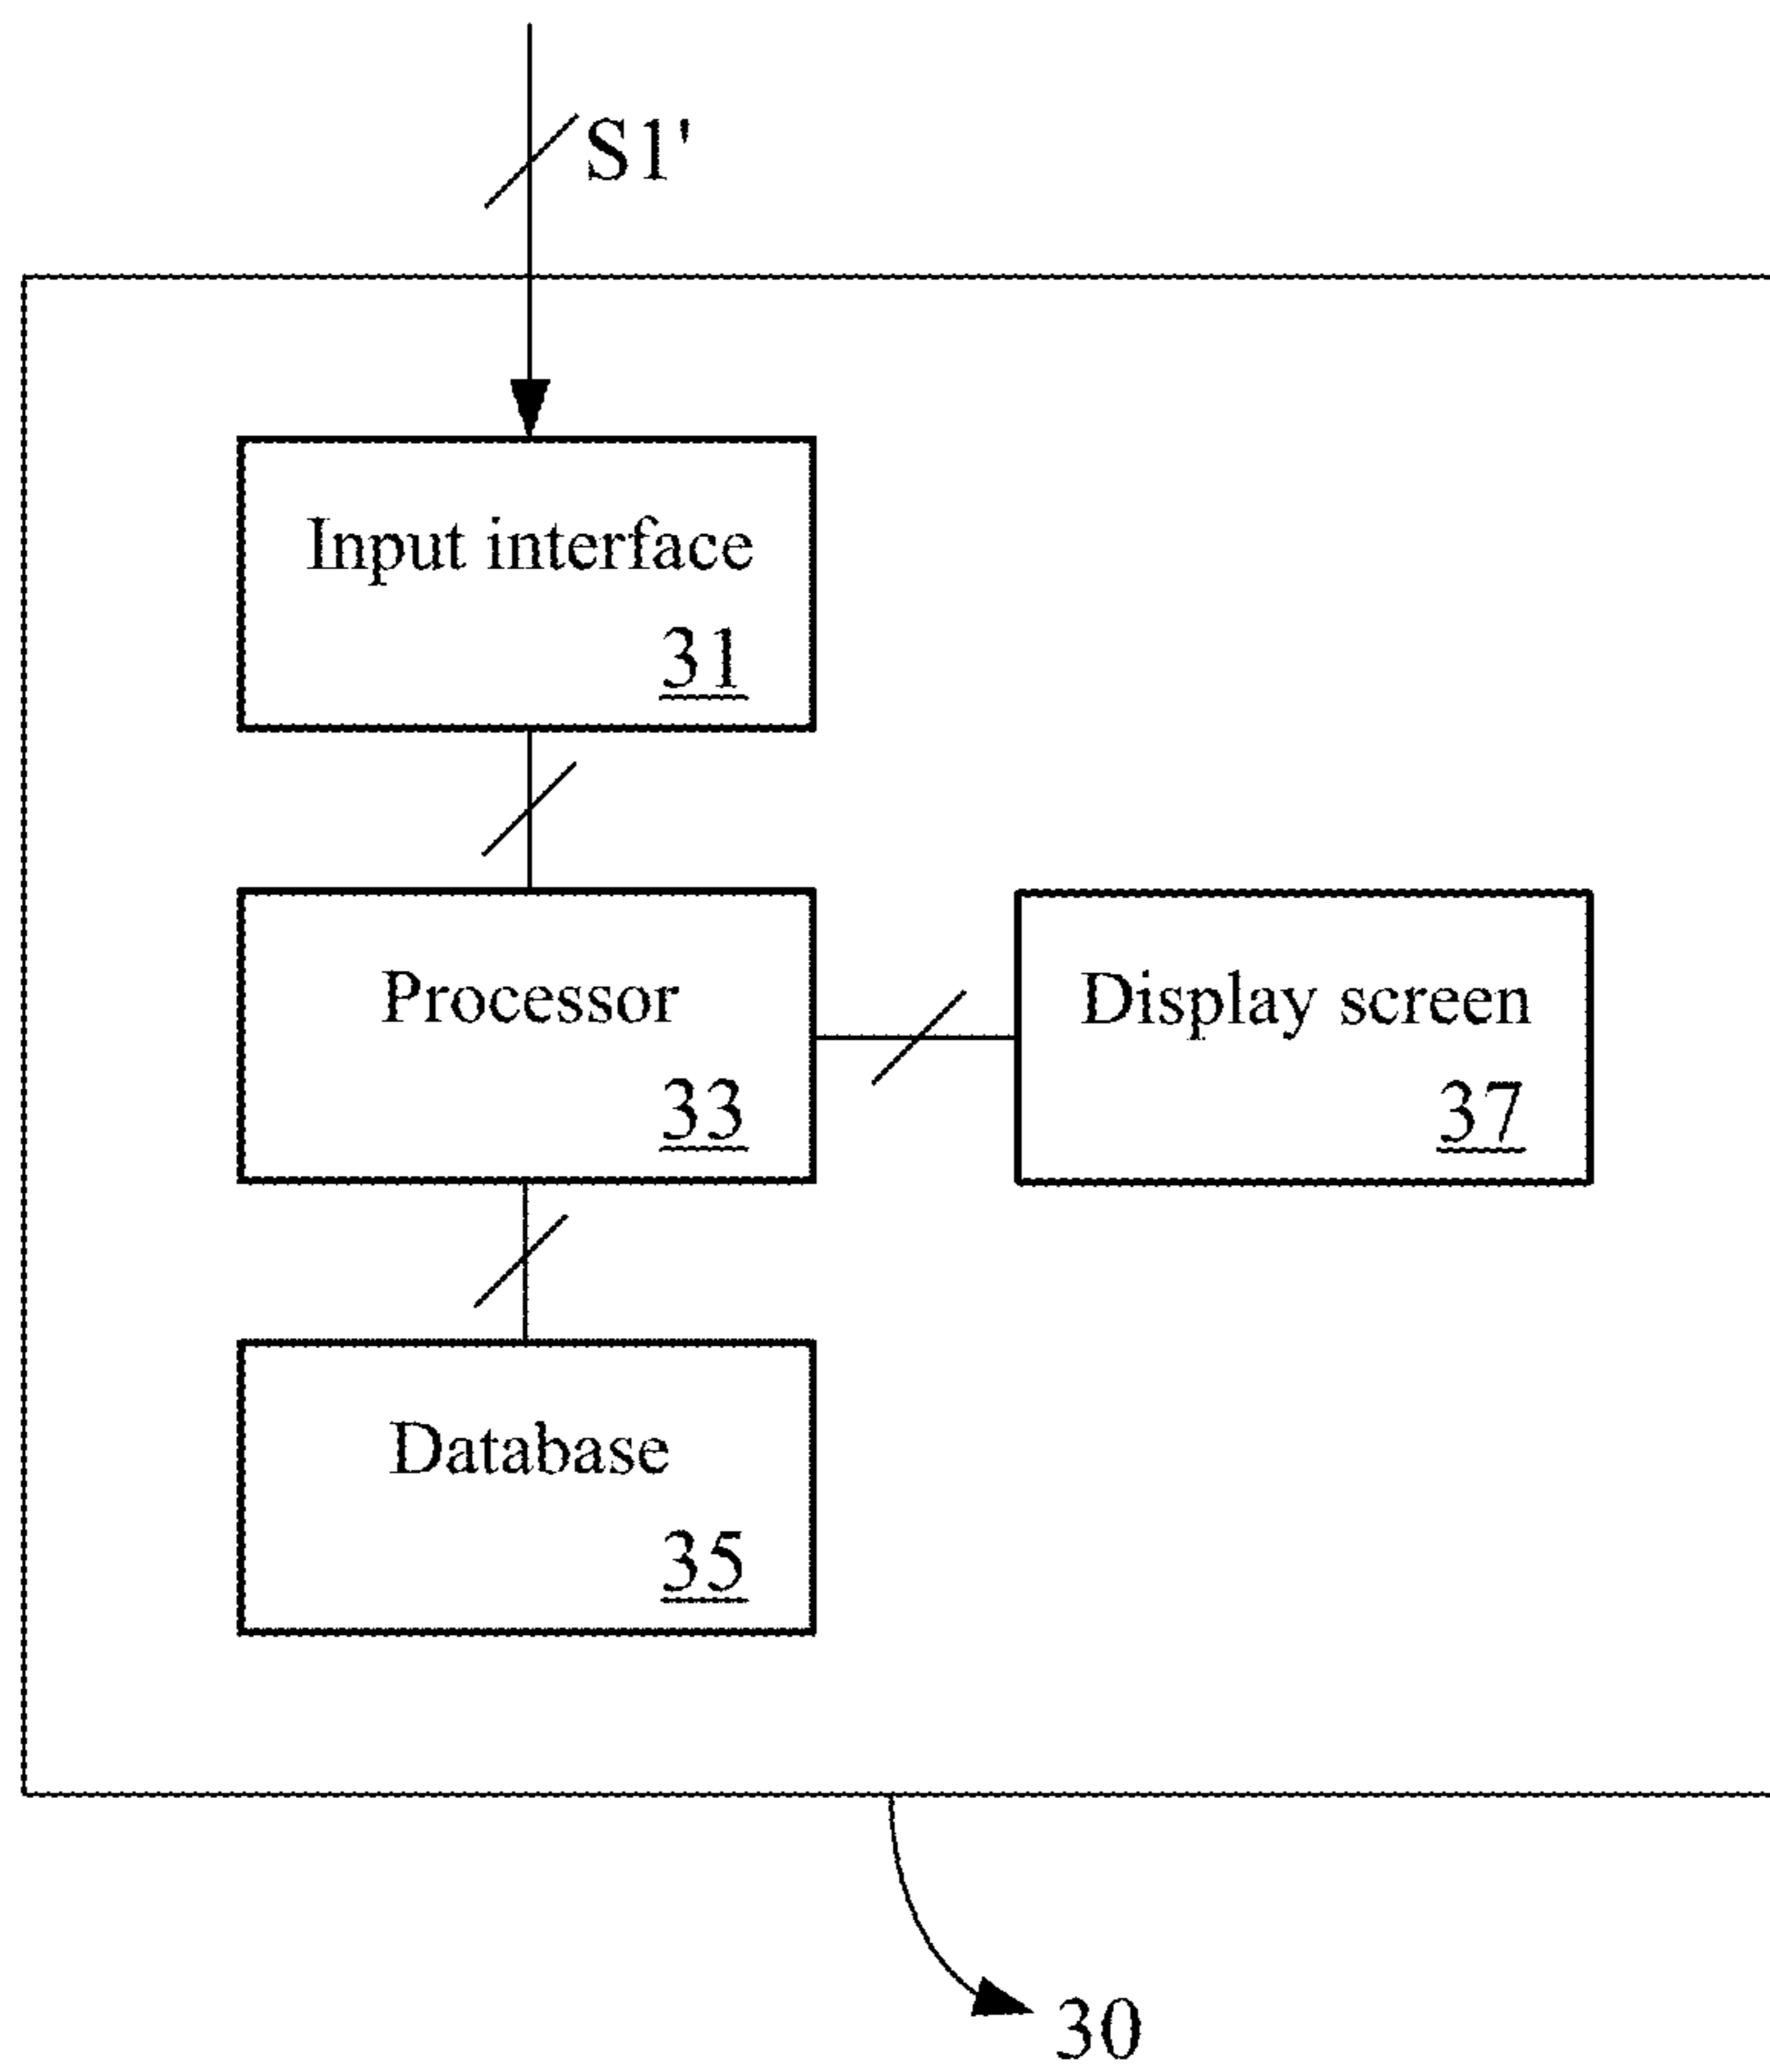 S1'
Input interface
31
Processor
33
Display screen
37
Database
35
30